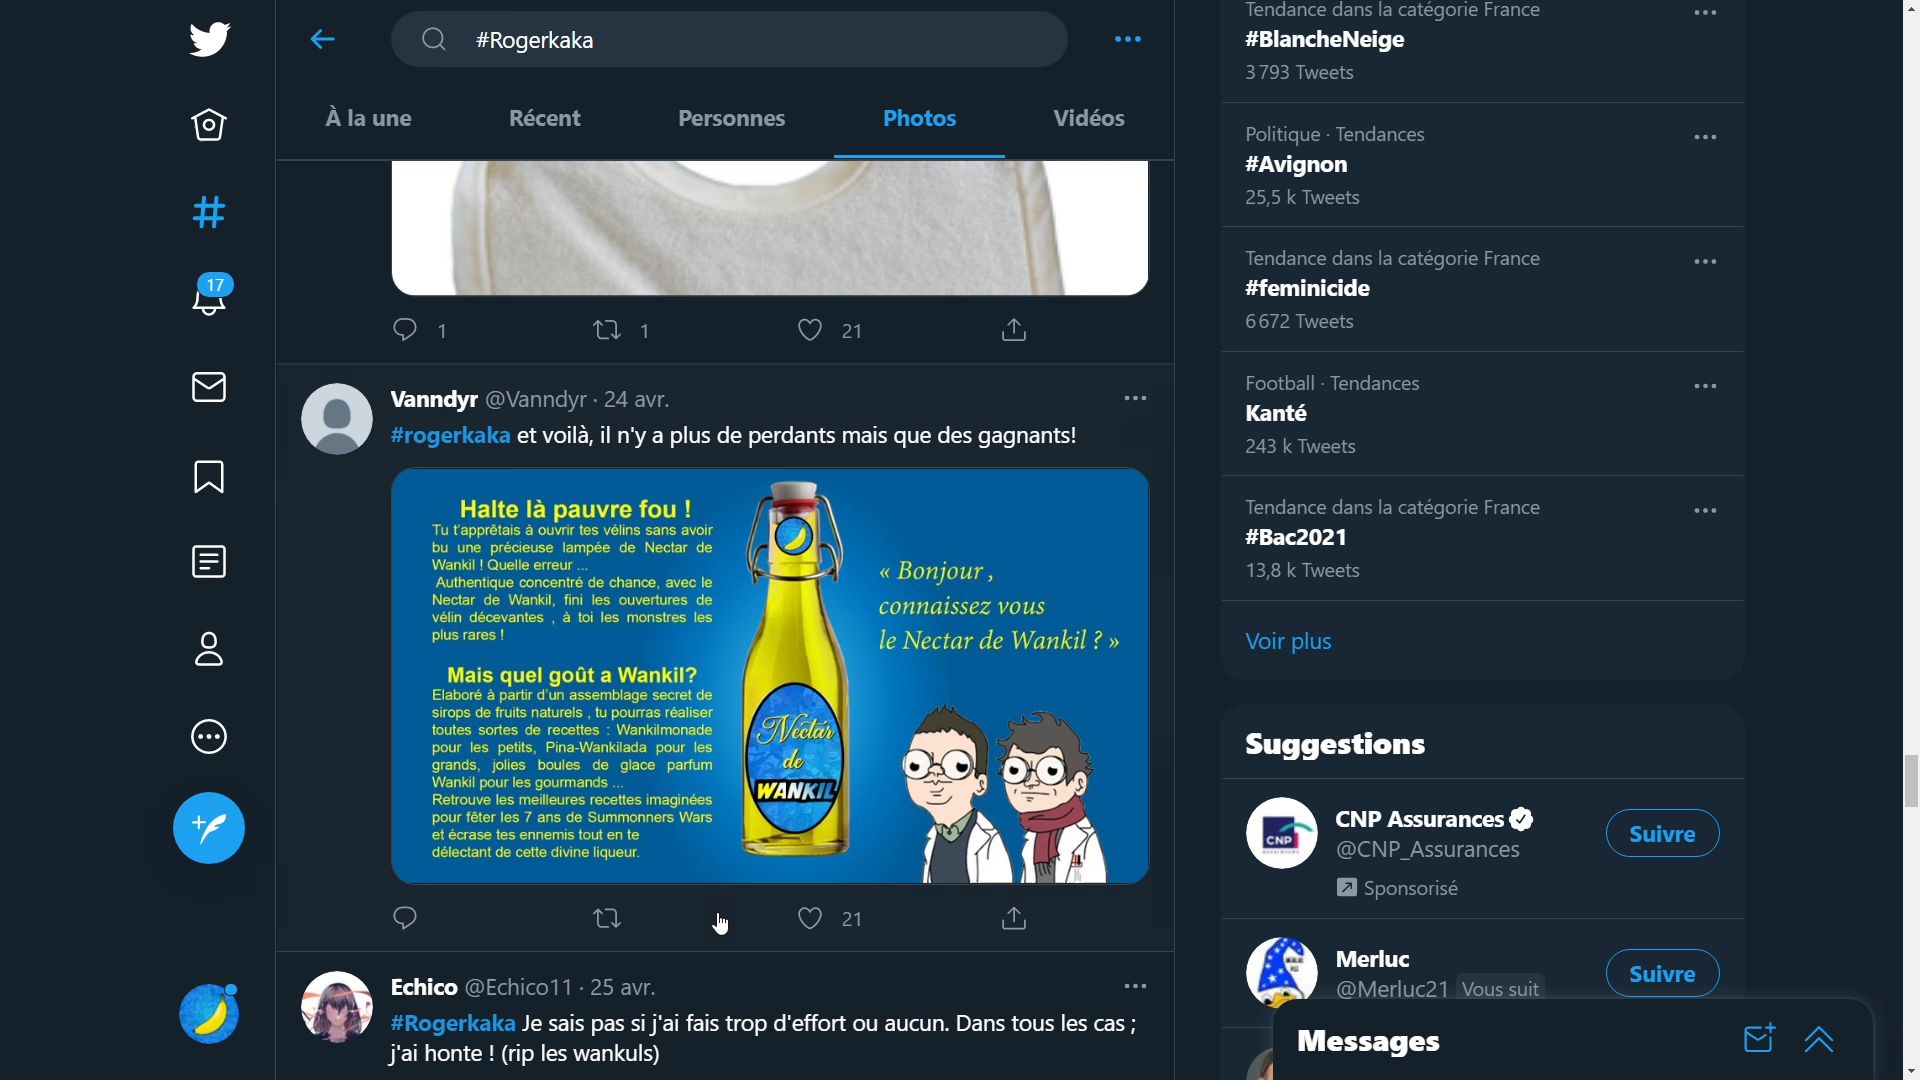 #Rogerkaka
À la une
Récent
Personnes
Photos
Vidéos
17
1
1
21
Vanndyr @Vanndyr · 24 avr.
#rogerkaka et voilà, il n'y a plus de perdants mais que des gagnants!
Halte là pauvre fou !
Tu t'apprêtais à ouvrir tes vélins sans avoir
bu une précieuse lampée de Nectar de
Wankil ! Quelle erreur ...
Authentique concentré de chance, avec le
Nectar de Wankil, fini les ouvertures de
vélin décevantes , à toi les monstres les
plus rares !
Mais quel goût a Wankil?
Elaboré à partir d'un assemblage secret de
sirops de fruits naturels , tu pourras réaliser
toutes sortes de recettes : Wankilmonade
pour les petits, Pina-Wankilada pour les
grands, jolies boules de glace parfum
Wankil pour les gourmands ...
Retrouve les meilleures recettes imaginées
pour fêter les 7 ans de Summonners Wars
et écrase tes ennemis tout en te
délectant de cette divine liqueur.
Nectar
de
WANKIL
« Bonjour ,
connaissez vous
le Nectar de Wankil ? »
21
Echico @Echico11 · 25 avr.
#Rogerkaka Je sais pas si j'ai fais trop d'effort ou aucun. Dans tous les cas ;
j'ai honte ! (rip les wankuls)
Tendance dans la catégorie France
#BlancheNeige
3 793 Tweets
Politique · Tendances
#Avignon
25,5 k Tweets
Tendance dans la catégorie France
#feminicide
6 672 Tweets
Football · Tendances
Kanté
243 k Tweets
Tendance dans la catégorie France
#Bac2021
13,8 k Tweets
Voir plus
Suggestions
CNP
CNP Assurances
@CNP_Assurances
Suivre
Sponsorisé
Merluc
@Merluc21 Vous suit
Suivre
Messages